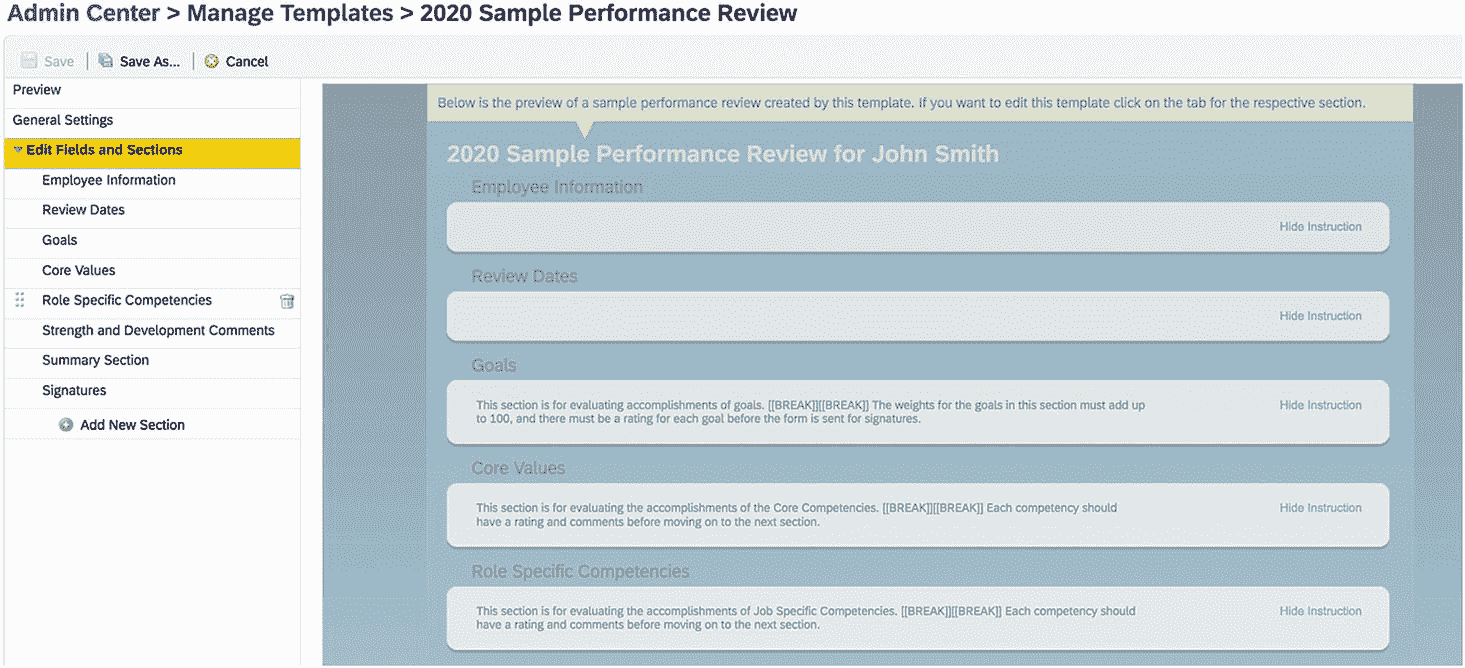 Admin Center > Manage Templates > 2020 Sample Performance Review
Save
Save As...
Cancel
Preview
General Settings
Edit Fields and Sections
Employee Information
Review Dates
Goals
Core Values
Role Specific Competencies
Strength and Development Comments
Summary Section
Signatures
Add New Section
Below is the preview of a sample performance review created by this template. If you want to edit this template click on the tab for the respective section.
2020 Sample Performance Review for John Smith
Employee Information
Hide Instruction
Review Dates
Hide Instruction
Goals
This section is for evaluating accomplishments of goals. [[BREAK]][[BREAK]] The weights for the goals in this section must add up
to 100, and there must be a rating for each goal before the form is sent for signatures.
Hide Instruction
Core Values
This section is for evaluating the accomplishments of the Core Competencies. [[BREAK]][[BREAK]] Each competency should
have a rating and comments before moving on to the next section.
Hide Instruction
Role Specific Competencies
This section is for evaluating the accomplishments of Job Specific Competencies. [[BREAK]][[BREAK]] Each competency should
have a rating and comments before moving on to the next section.
Hide Instruction